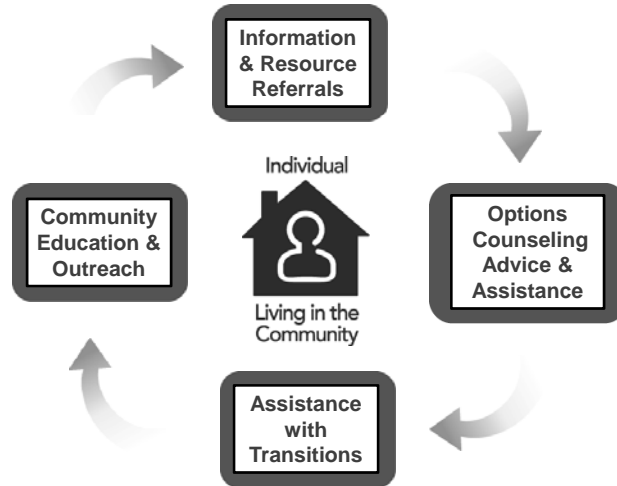 Information
& Resource
Referrals
Individual
Community
Education &
Outreach
Options
Counseling
Advice &
Assistance
Living in the
Community
Assistance
with
Transitions